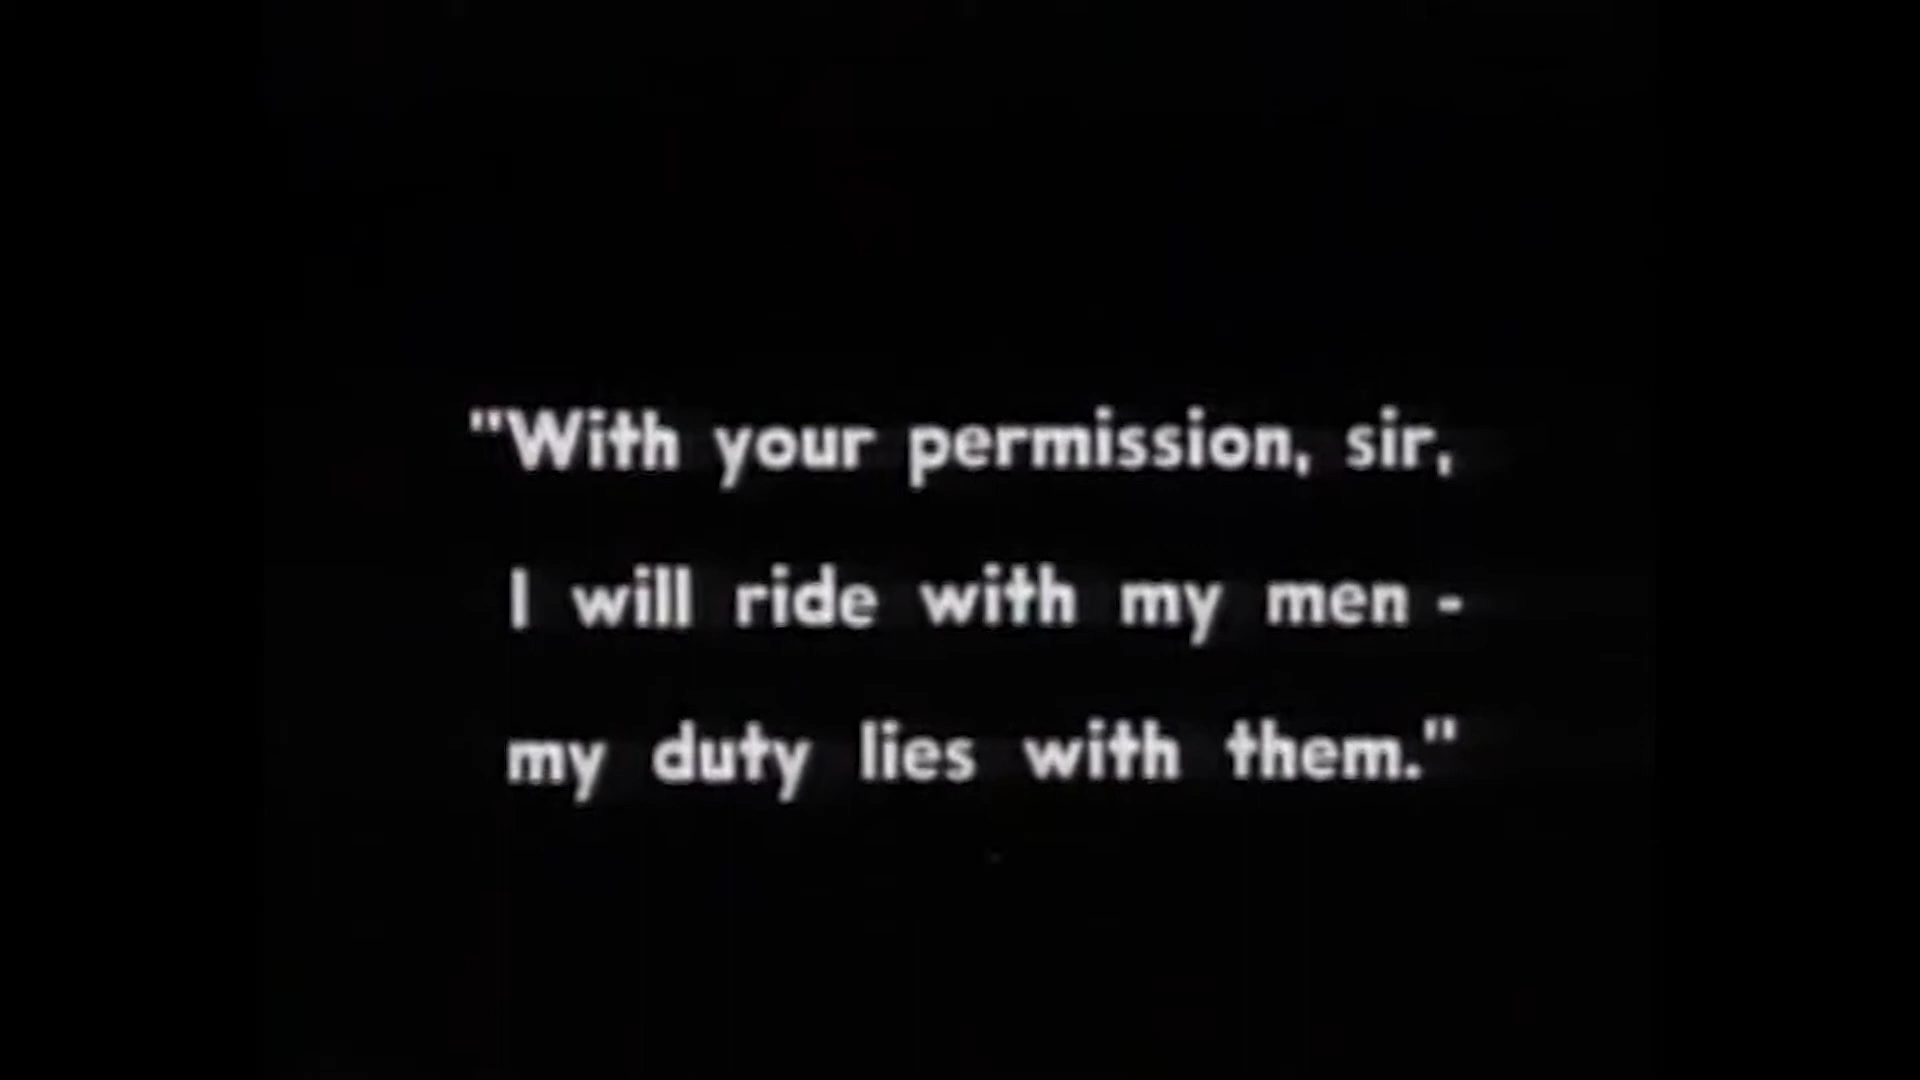 "With your permission, sir,
I will ride with my men -
my duty lies with them."